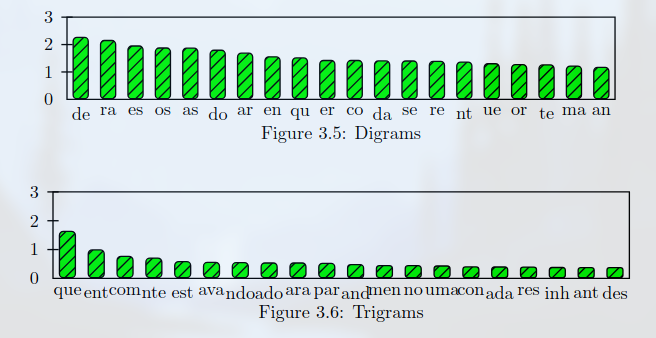 3
2
1
0
de ra es os as do ar en qu er co da se re nt ue or te ma an
Figure 3.5: Digrams
3
2
1
0
que ent com nte est ava ndo ado ara par and men no uma con ada res inh ant des
Figure 3.6: Trigrams